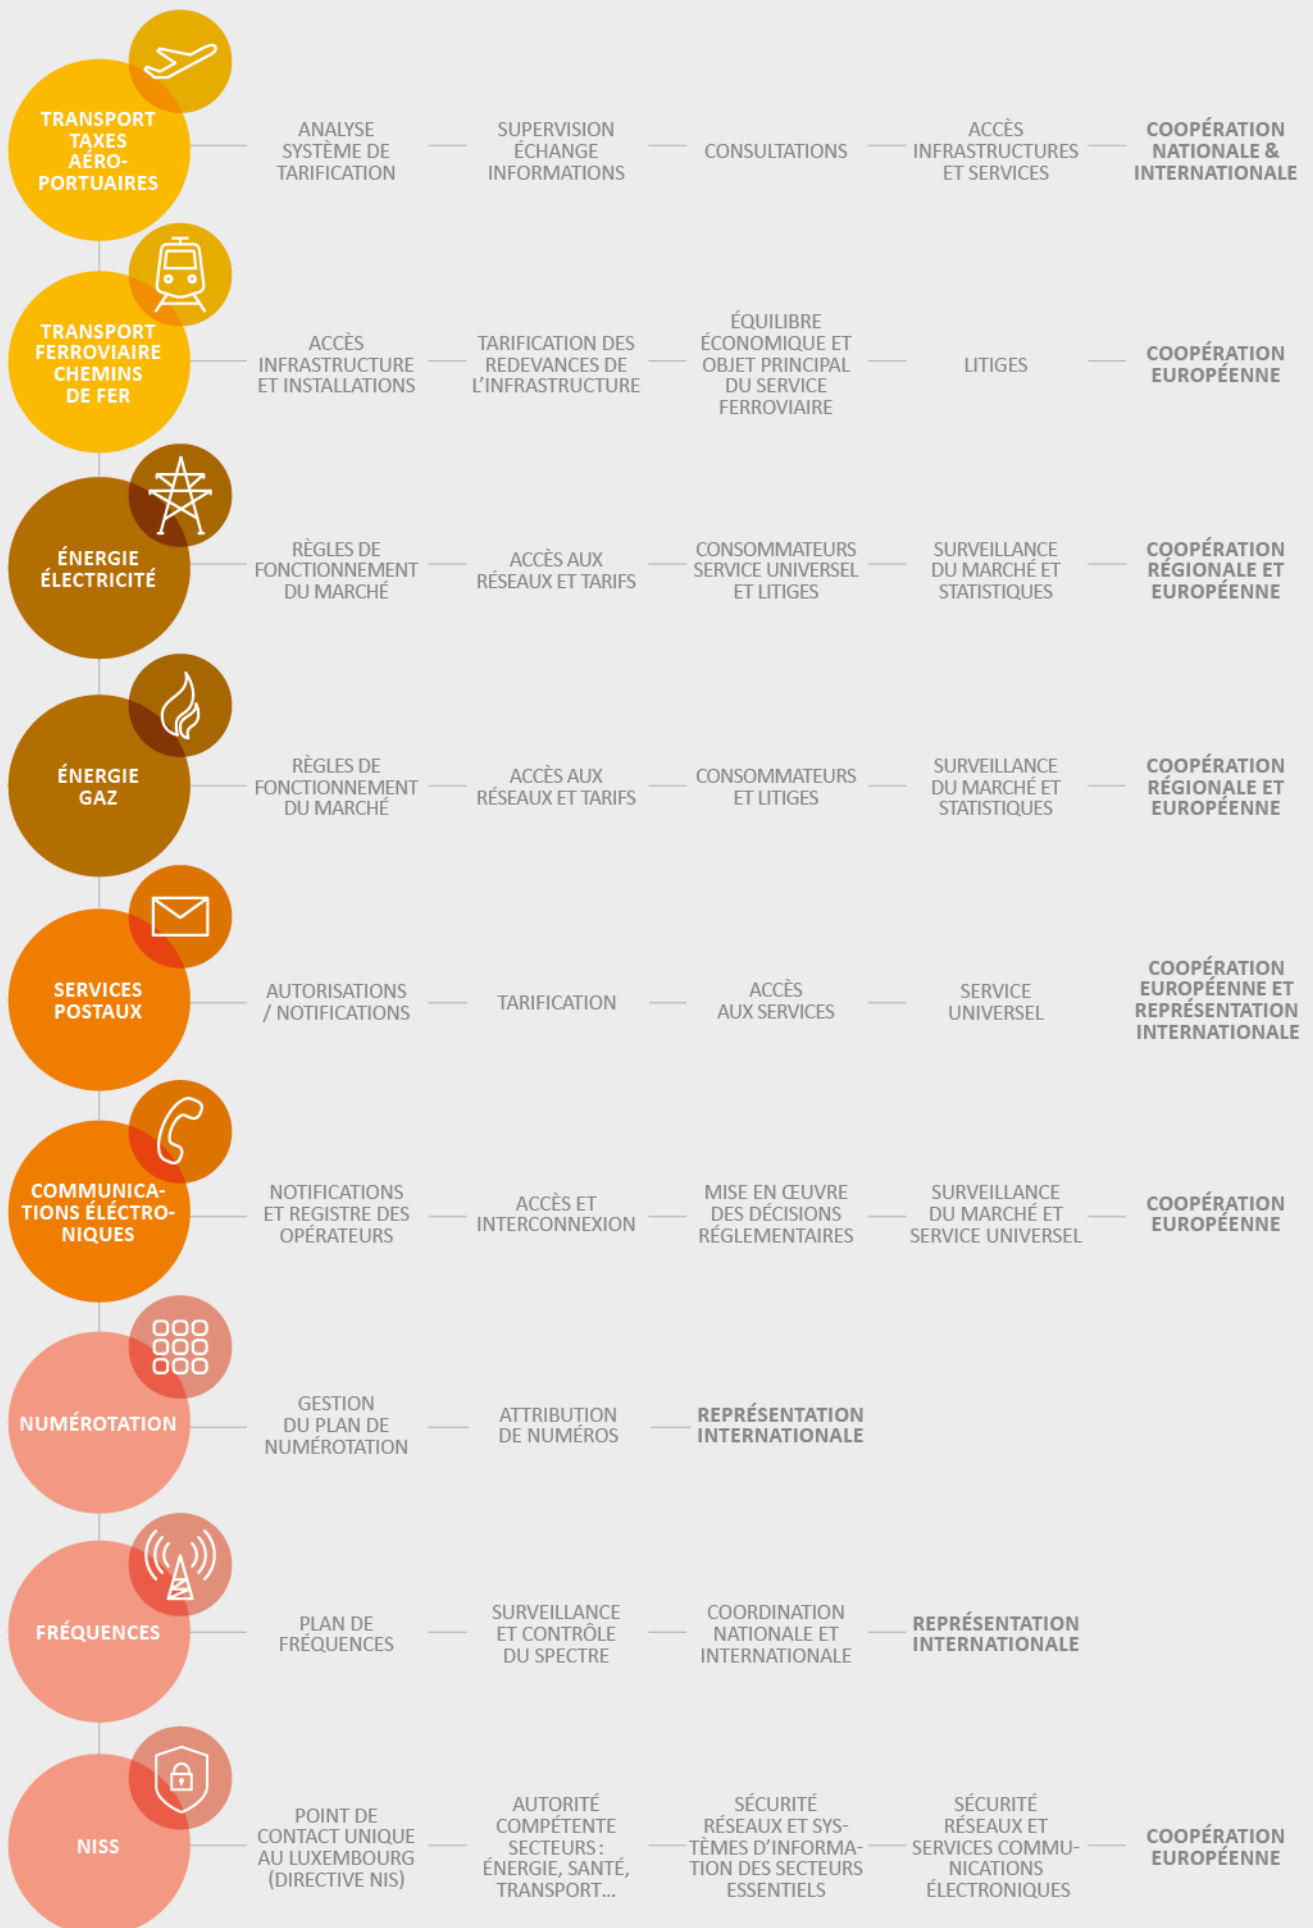 TRANSPORT
TAXES
AÉRO-
PORTUAIRES
ANALYSE
SYSTÈME DE
TARIFICATION
SUPERVISION
ÉCHANGE
INFORMATIONS
CONSULTATIONS
ACCÈS
INFRASTRUCTURES
ET SERVICES
COOPÉRATION
NATIONALE &
INTERNATIONALE
TRANSPORT
FERROVIAIRE
CHEMINS
DE FER
ACCÈS
INFRASTRUCTURE
ET INSTALLATIONS
TARIFICATION DES
REDEVANCES DE
L'INFRASTRUCTURE
ÉQUILIBRE
ÉCONOMIQUE ET
OBJET PRINCIPAL
DU SERVICE
FERROVIAIRE
LITIGES
COOPÉRATION
EUROPÉENNE
ÉNERGIE
ÉLECTRICITÉ
RÈGLES DE
FONCTIONNEMENT
DU MARCHÉ
ACCÈS AUX
RÉSEAUX ET TARIFS
CONSOMMATEURS
SERVICE UNIVERSEL
ET LITIGES
SURVEILLANCE
DU MARCHÉ ET
STATISTIQUES
COOPÉRATION
RÉGIONALE ET
EUROPÉENNE
ÉNERGIE
GAZ
RÈGLES DE
FONCTIONNEMENT
DU MARCHÉ
ACCÈS AUX
RÉSEAUX ET TARIFS
CONSOMMATEURS
ET LITIGES
SURVEILLANCE
DU MARCHÉ ET
STATISTIQUES
COOPÉRATION
RÉGIONALE ET
EUROPÉENNE
SERVICES
POSTAUX
AUTORISATIONS
/ NOTIFICATIONS
TARIFICATION
ACCÈS
AUX SERVICES
SERVICE
UNIVERSEL
COOPÉRATION
EUROPÉENNE ET
REPRÉSENTATION
INTERNATIONALE
COMMUNICA-
TIONS ÉLÉCTRO-
NIQUES
NOTIFICATIONS
ET REGISTRE DES
OPÉRATEURS
ACCÈS ET
INTERCONNEXION
MISE EN ŒUVRE
DES DÉCISIONS
RÉGLEMENTAIRES
SURVEILLANCE
DU MARCHÉ ET
SERVICE UNIVERSEL
COOPÉRATION
EUROPÉENNE
NUMÉROTATION
GESTION
DU PLAN DE
NUMÉROTATION
ATTRIBUTION
DE NUMÉROS
REPRÉSENTATION
INTERNATIONALE
FRÉQUENCES
PLAN DE
FRÉQUENCES
SURVEILLANCE
ET CONTRÔLE
DU SPECTRE
COORDINATION
NATIONALE ET
INTERNATIONALE
REPRÉSENTATION
INTERNATIONALE
NISS
POINT DE
CONTACT UNIQUE
AU LUXEMBOURG
(DIRECTIVE NIS)
AUTORITÉ
COMPÉTENTE
SECTEURS :
ÉNERGIE, SANTÉ,
TRANSPORT...
SÉCURITÉ
RÉSEAUX ET SYS-
TÈMES D'INFORMA-
TION DES SECTEURS
ESSENTIELS
SÉCURITÉ
RÉSEAUX ET
SERVICES COMMU-
NICATIONS
ÉLECTRONIQUES
COOPÉRATION
EUROPÉENNE